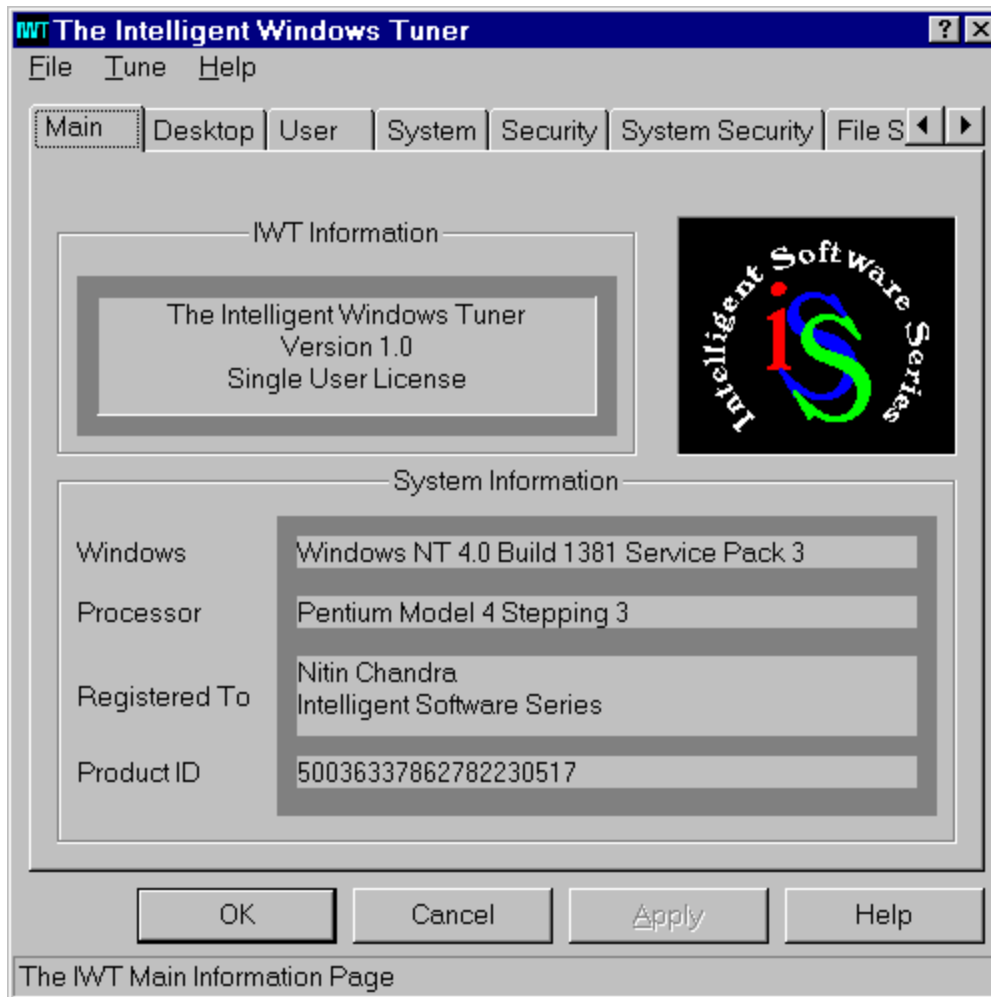 IWT The Intelligent Windows Tuner
File Tune Help
Main Desktop User System Security System Security File S
IWT Information
The Intelligent Windows Tuner
Version 1.0
Single User License
Intelligent Software Series
iSS
System Information
Windows Windows NT 4.0 Build 1381 Service Pack 3
Processor Pentium Model 4 Stepping 3
Registered To Nitin Chandra
Intelligent Software Series
Product ID 50036337862782230517
OK Cancel Apply Help
The IWT Main Information Page